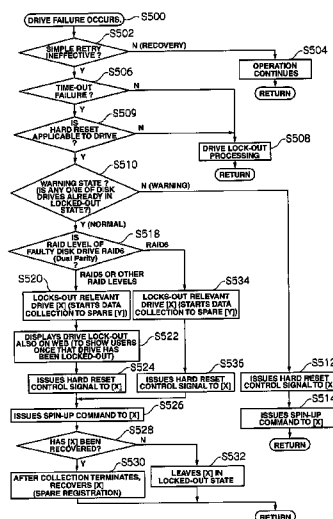 DRIVE FAILURE OCCURS.
S500
S502
SIMPLE RETRY
INEFFECTIVE ?
N (RECOVERY)
S504
OPERATION
CONTINUES
RETURN
Y
S506
TIME-OUT
FAILURE ?
N
Y
S509
IS
HARD RESET
APPLICABLE TO DRIVE
?
N
S508
DRIVE LOCK-OUT
PROCESSING
RETURN
Y
S510
WARNING STATE ?
(IS ANY ONE OF DISK
DRIVES ALREADY IN
LOCKED-OUT
STATE?)
N (WARNING)
Y (NORMAL)
S518
IS
RAID LEVEL OF
FAULTY DISK DRIVE RAID6
(Dual Parity)
?
RAID6
RAID5 OR OTHER
RAID LEVELS
S520
LOCKS-OUT RELEVANT
DRIVE [X] (STARTS DATA
COLLECTION TO SPARE [Y])
S534
LOCKS-OUT RELEVANT
DRIVE [X] (STARTS DATA
COLLECTION TO SPARE [Y])
S522
DISPLAYS DRIVE LOCK-OUT
ALSO ON WEB (TO SHOW USERS
ONCE THAT DRIVE HAS
BEEN LOCKED-OUT)
S524
ISSUES HARD RESET
CONTROL SIGNAL TO [X]
S536
ISSUES HARD RESET
CONTROL SIGNAL TO [X]
S512
ISSUES HARD RESET
CONTROL SIGNAL TO [X]
S514
ISSUES SPIN-UP
COMMAND TO [X]
RETURN
S526
ISSUES SPIN-UP COMMAND TO [X]
S528
HAS [X] BEEN
RECOVERED?
N
Y
S530
AFTER COLLECTION TERMINATES,
RECOVERS [X]
(SPARE REGISTRATION)
S532
LEAVES [X] IN
LOCKED-OUT STATE
RETURN